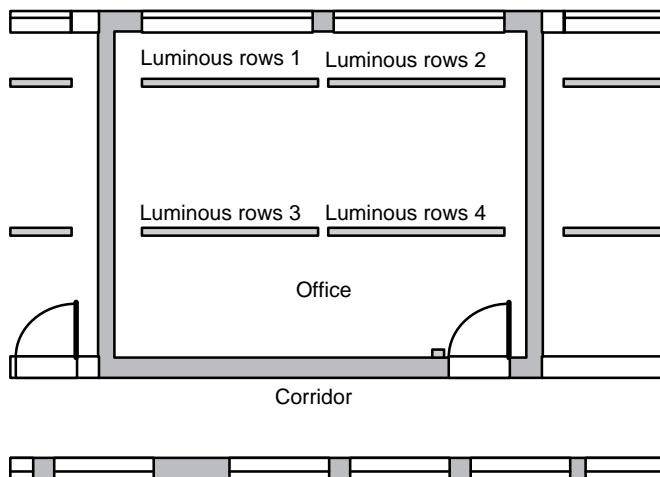 Luminous rows 1
Luminous rows 2
Luminous rows 3
Luminous rows 4
Office
Corridor